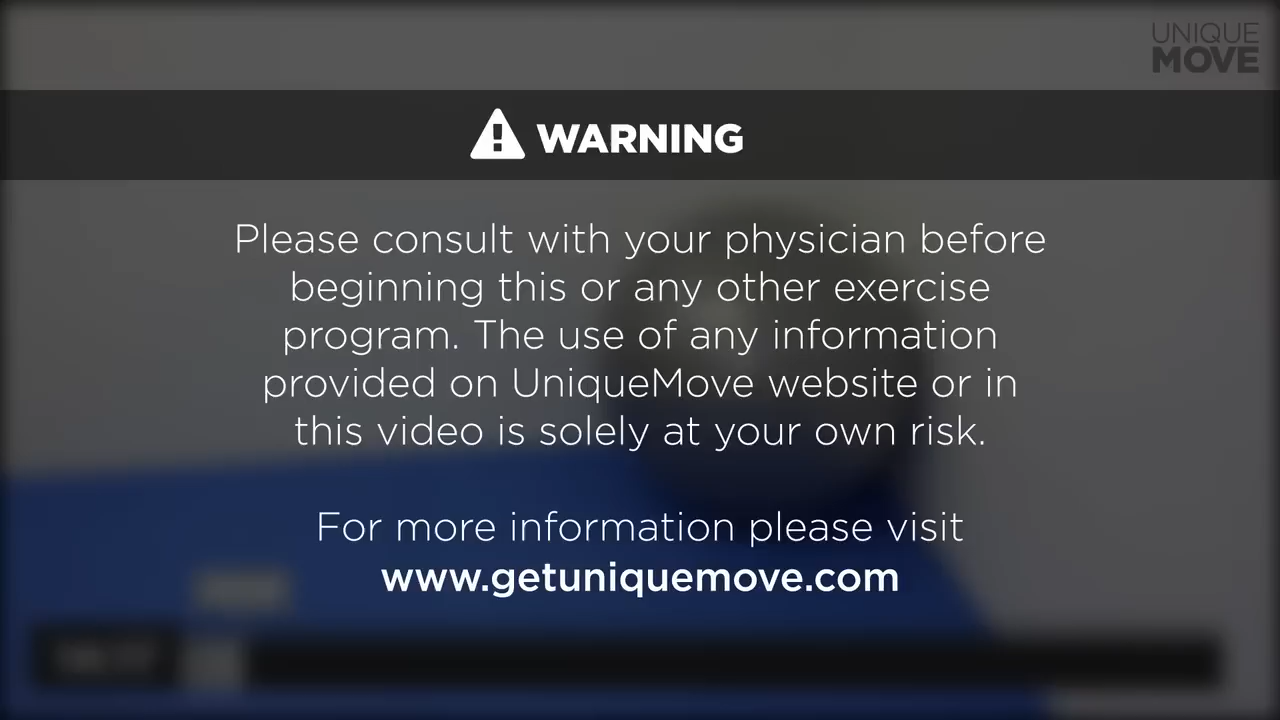 UNIQUE
MOVE
WARNING
Please consult with your physician before
beginning this or any other exercise
program. The use of any information
provided on UniqueMove website or in
this video is solely at your own risk.
For more information please visit
www.getuniquemove.com